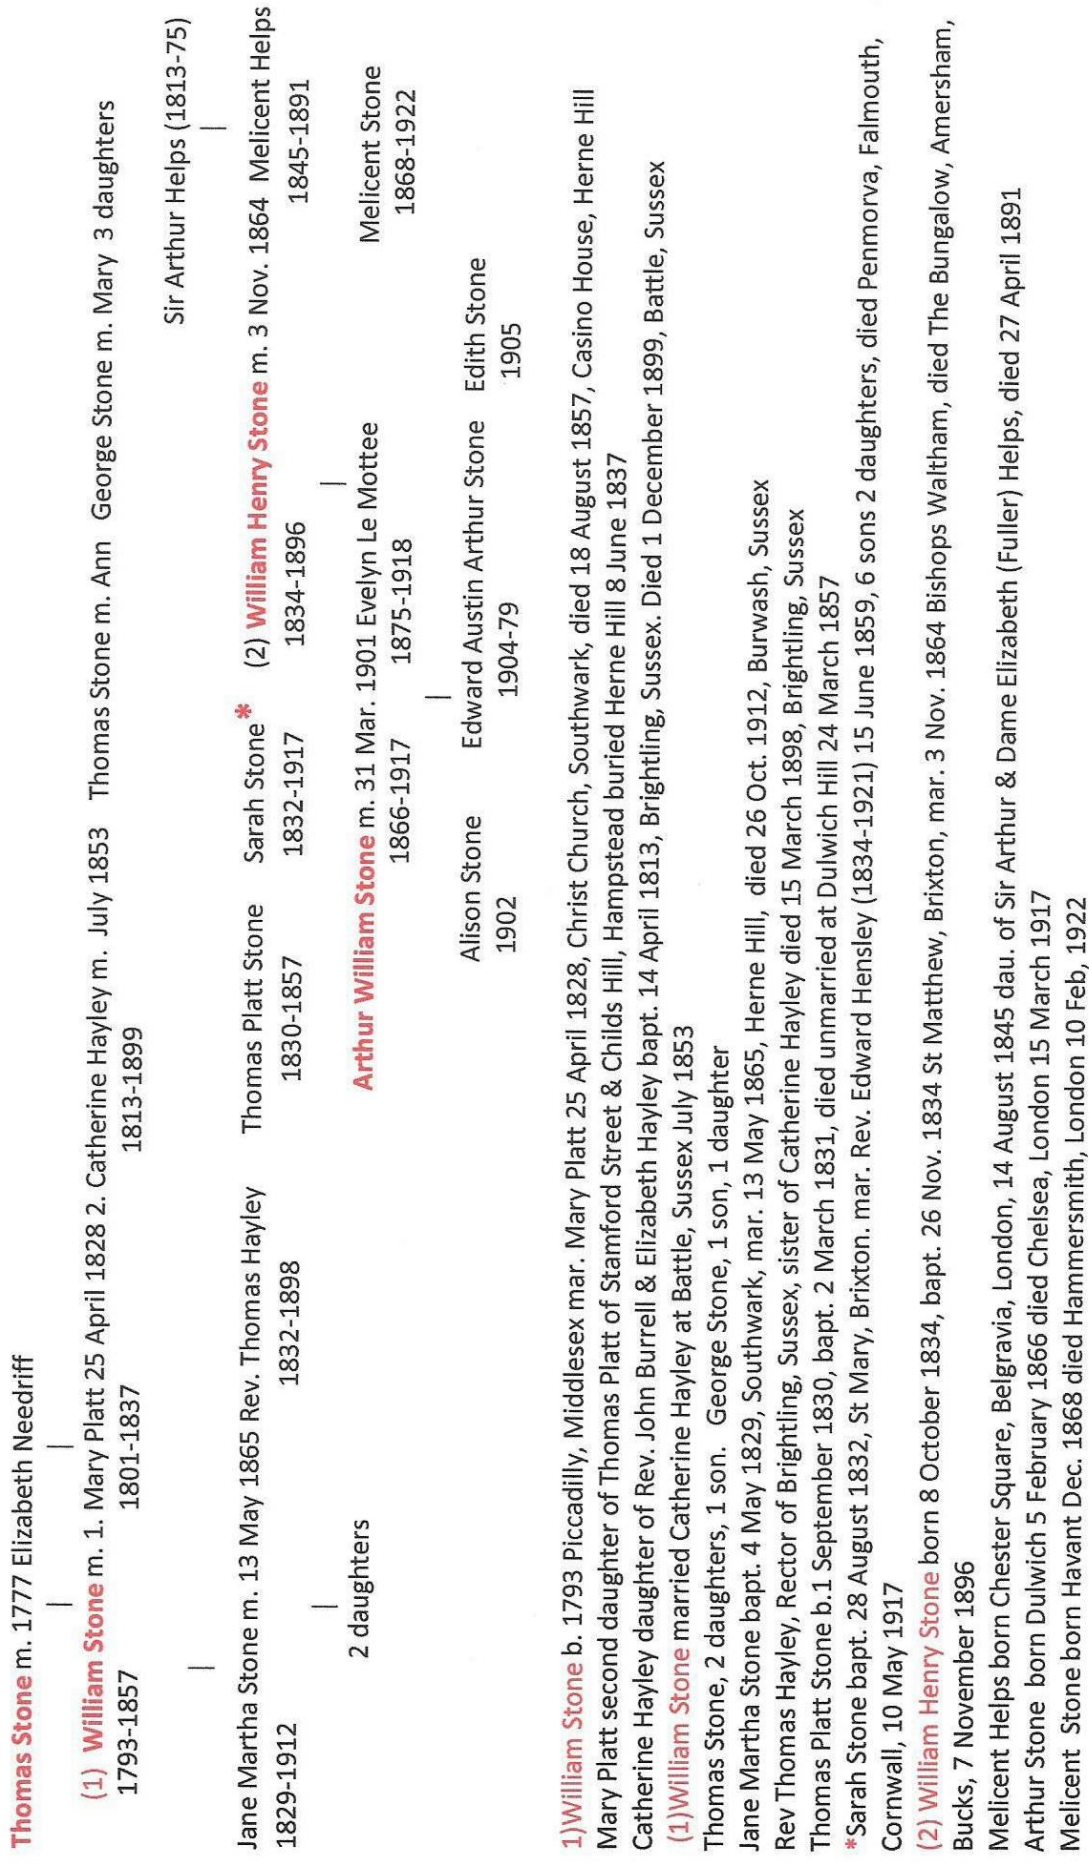 Thomas Stone m. 1777 Elizabeth Needriff
(1) William Stone m. 1. Mary Platt 25 April 1828 2. Catherine Hayley m. July 1853 Thomas Stone m. Ann George Stone m. Mary 3 daughters
1793-1857 1801-1837 1813-1899
Sir Arthur Helps (1813-75)
Jane Martha Stone m. 13 May 1865 Rev. Thomas Hayley Thomas Platt Stone Sarah Stone* (2) William Henry Stone m. 3 Nov. 1864 Melicent Helps
1829-1912 1832-1898 1830-1857 1832-1917 1834-1896 1845-1891
2 daughters Arthur William Stone m. 31 Mar. 1901 Evelyn Le Mottee Melicent Stone
1866-1917 1875-1918 1868-1922
Alison Stone Edward Austin Arthur Stone Edith Stone
1902 1904-79 1905
1)William Stone b. 1793 Piccadilly, Middlesex mar. Mary Platt 25 April 1828, Christ Church, Southwark, died 18 August 1857, Casino House, Herne Hill
Mary Platt second daughter of Thomas Platt of Stamford Street & Childs Hill, Hampstead buried Herne Hill 8 June 1837
Catherine Hayley daughter of Rev. John Burrell & Elizabeth Hayley bapt. 14 April 1813, Brightling, Sussex. Died 1 December 1899, Battle, Sussex
(1)William Stone married Catherine Hayley at Battle, Sussex July 1853
Thomas Stone, 2 daughters, 1 son. George Stone, 1 son, 1 daughter
Jane Martha Stone bapt. 4 May 1829, Southwark, mar. 13 May 1865, Herne Hill, died 26 Oct. 1912, Burwash, Sussex
Rev Thomas Hayley, Rector of Brightling, Sussex, sister of Catherine Hayley died 15 March 1898, Brightling, Sussex
Thomas Platt Stone b.1 September 1830, bapt. 2 March 1831, died unmarried at Dulwich Hill 24 March 1857
*Sarah Stone bapt. 28 August 1832, St Mary, Brixton. mar. Rev. Edward Hensley (1834-1921) 15 June 1859, 6 sons 2 daughters, died Penmorva, Falmouth,
Cornwall, 10 May 1917
(2) William Henry Stone born 8 October 1834, bapt. 26 Nov. 1834 St Matthew, Brixton, mar. 3 Nov. 1864 Bishops Waltham, died The Bungalow, Amersham,
Bucks, 7 November 1896
Melicent Helps born Chester Square, Belgravia, London, 14 August 1845 dau. of Sir Arthur & Dame Elizabeth (Fuller) Helps, died 27 April 1891
Arthur Stone born Dulwich 5 February 1866 died Chelsea, London 15 March 1917
Melicent Stone born Havant Dec. 1868 died Hammersmith, London 10 Feb, 1922